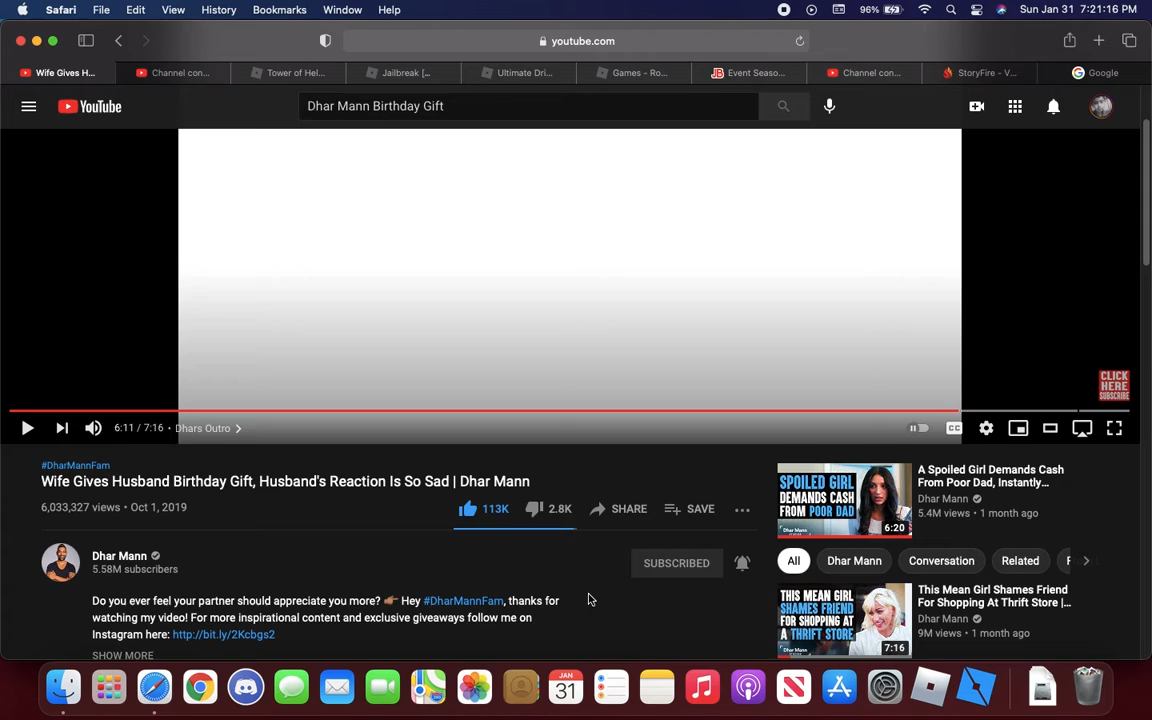 Safari File Edit View History Bookmarks Window Help 96% Sun Jan 31 7:21:16 PM
youtube.com
Wife Gives H... Channel con... Tower of Hel... Jailbreak [... Ultimate Dri... Games - Ro... JB Event Seaso... Channel con... StoryFire - V... Google
YouTube Dhar Mann Birthday Gift
CLICK
HERE
SUBSCRIBE
6:11 / 7:16 • Dhars Outro CC
#DharMannFam
Wife Gives Husband Birthday Gift, Husband's Reaction Is So Sad | Dhar Mann
6,033,327 views • Oct 1, 2019
113K 2.8K SHARE SAVE
Dhar Mann
5.58M subscribers
SUBSCRIBED
Do you ever feel your partner should appreciate you more? 👉🏾 Hey #DharMannFam, thanks for
watching my video! For more inspirational content and exclusive giveaways follow me on
Instagram here: http://bit.ly/2Kcbgs2
SHOW MORE
SPOILED GIRL
DEMANDS CASH
FROM POOR DAD
Dhar Mann
6:20
A Spoiled Girl Demands Cash
From Poor Dad, Instantly...
Dhar Mann
5.4M views • 1 month ago
All Dhar Mann Conversation Related F
THIS MEAN GIRL
SHAMES FRIEND
FOR SHOPPING AT
A THRIFT STORE
Dhar Mann
7:16
This Mean Girl Shames Friend
For Shopping At Thrift Store |...
Dhar Mann
9M views • 1 month ago
JAN
31